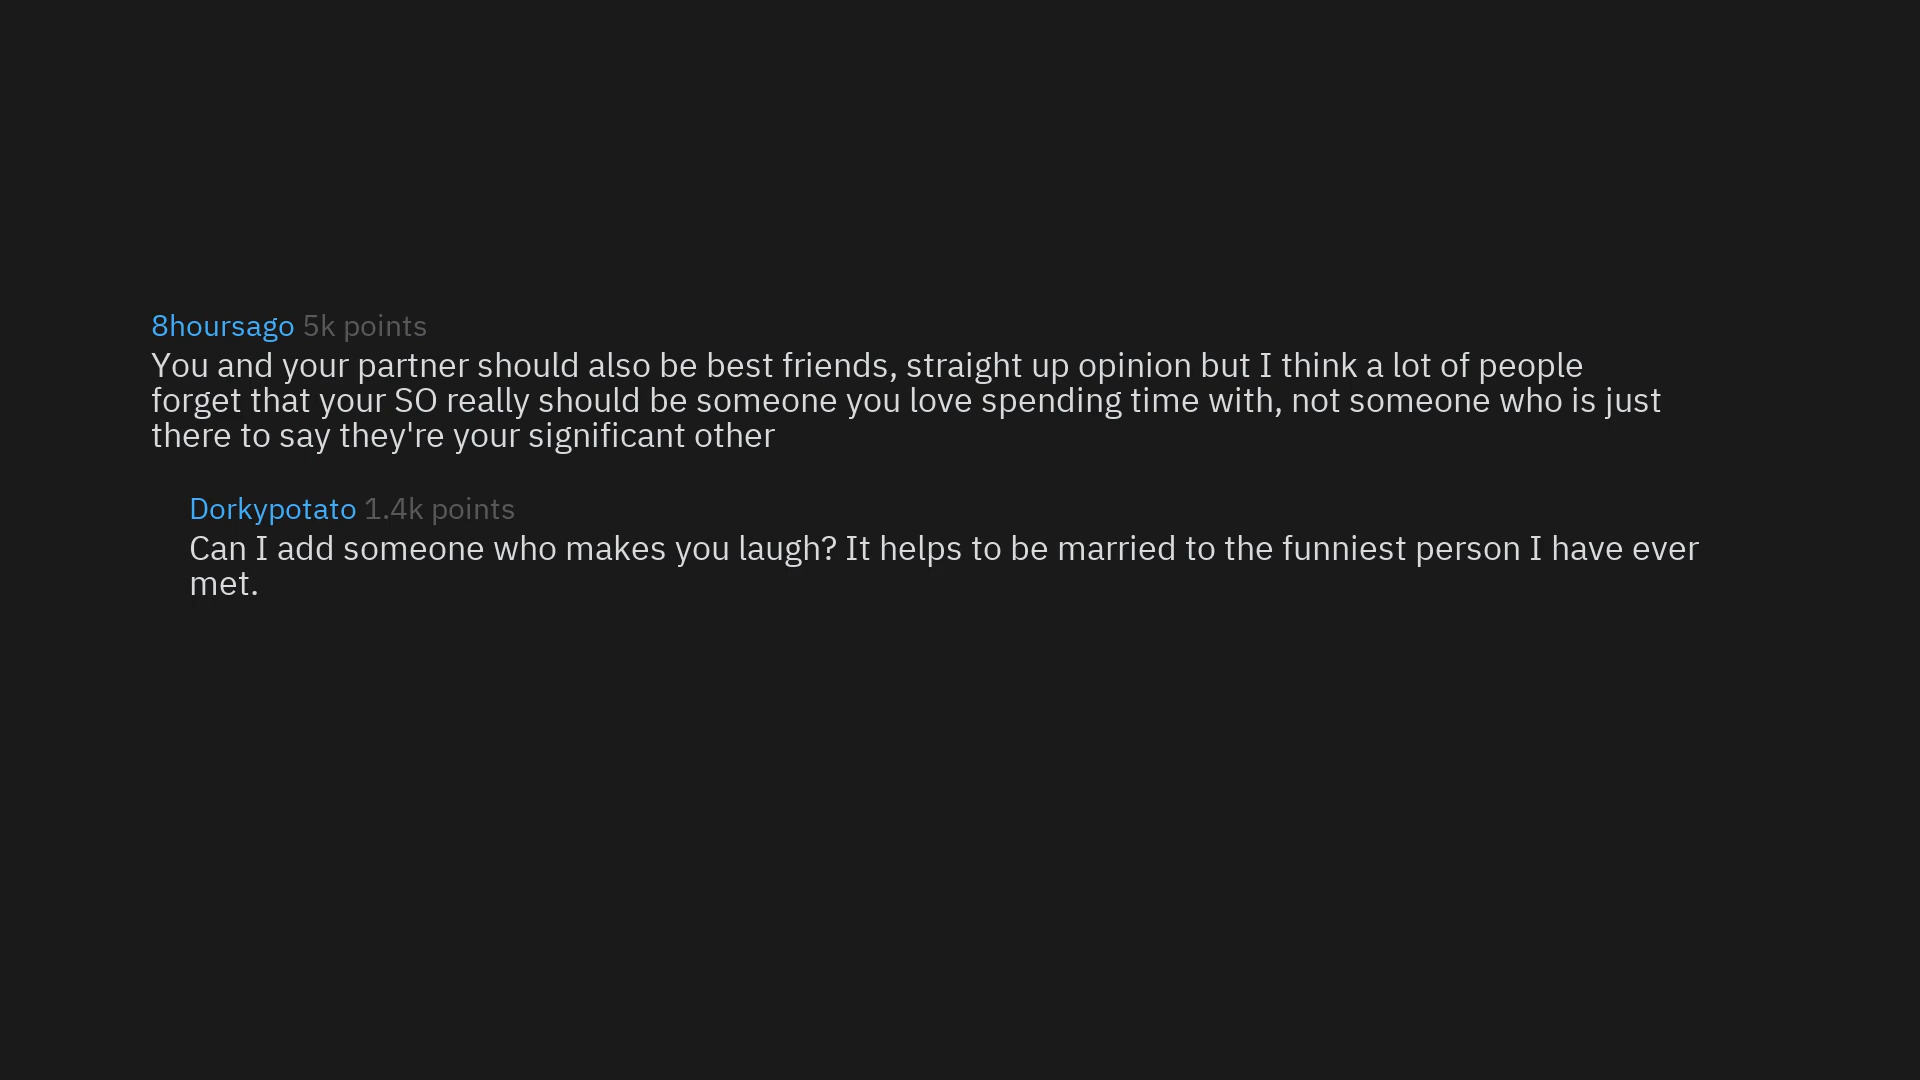 8hoursago 5k points
You and your partner should also be best friends, straight up opinion but I think a lot of people
forget that your SO really should be someone you love spending time with, not someone who is just
there to say they're your significant other
Dorkypotato 1.4k points
Can I add someone who makes you laugh? It helps to be married to the funniest person I have ever
met.